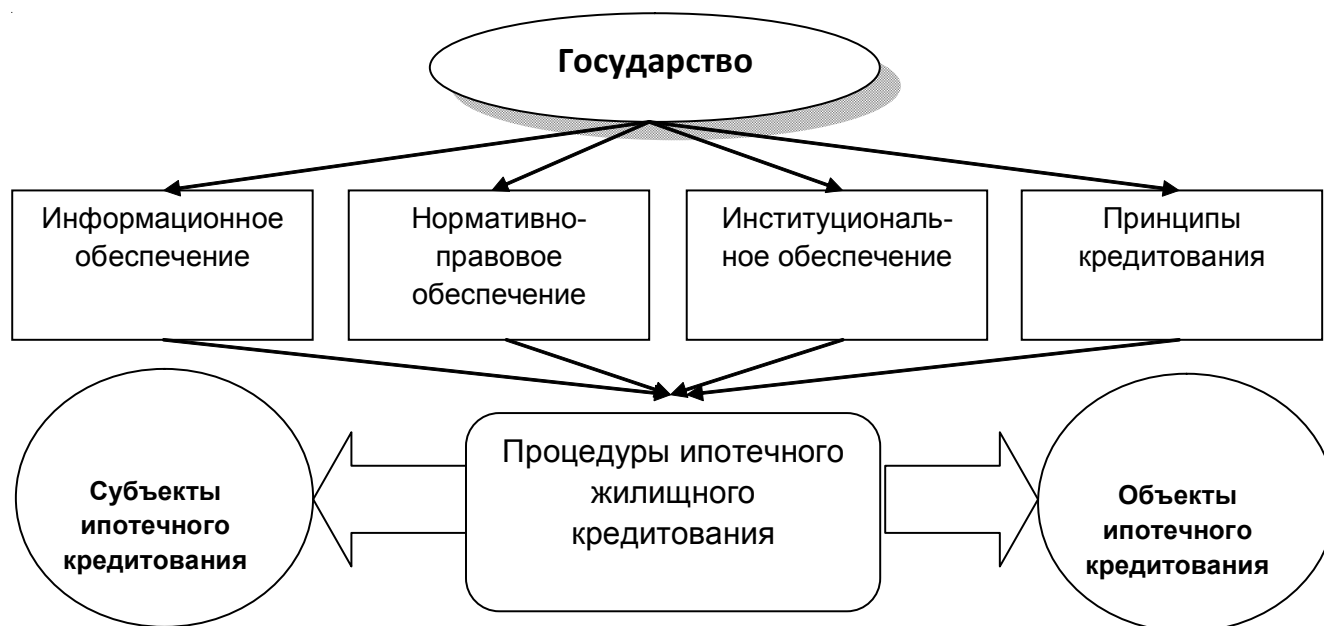 Государство
Информационное
обеспечение
Нормативно-
правовое
обеспечение
Институциональ-
ное обеспечение
Принципы
кредитования
Субъекты
ипотечного
кредитования
Процедуры ипотечного
жилищного
кредитования
Объекты
ипотечного
кредитования